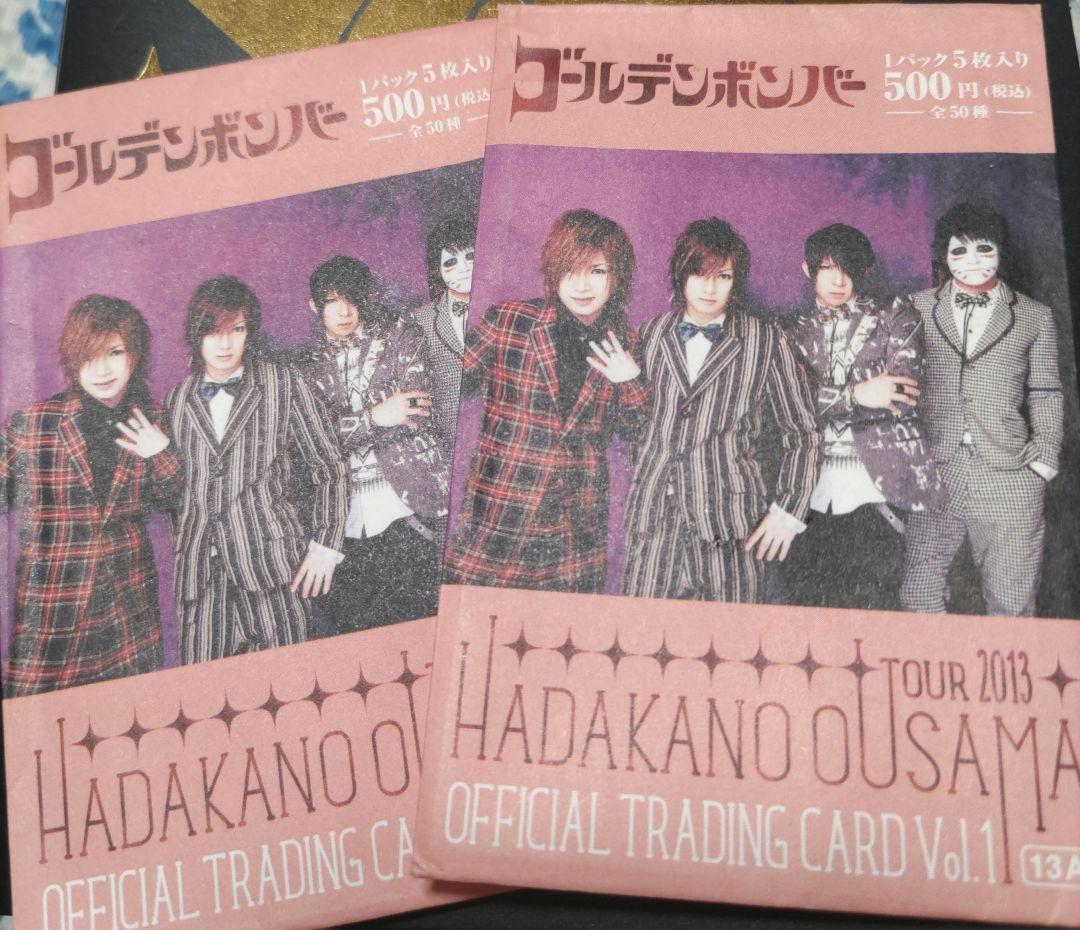 ゴールデンボンバー
1パック5枚入り
500円(税込
全50種
HADAKANO OU
OFFICIAL TRADING CA
ゴールデンボンバー
1パック5枚入り
500円(税込)
全50種
TOUR 2013
HADAKANO OUSAMA
OFFICIAL TRADING CARD Vol.1
13A